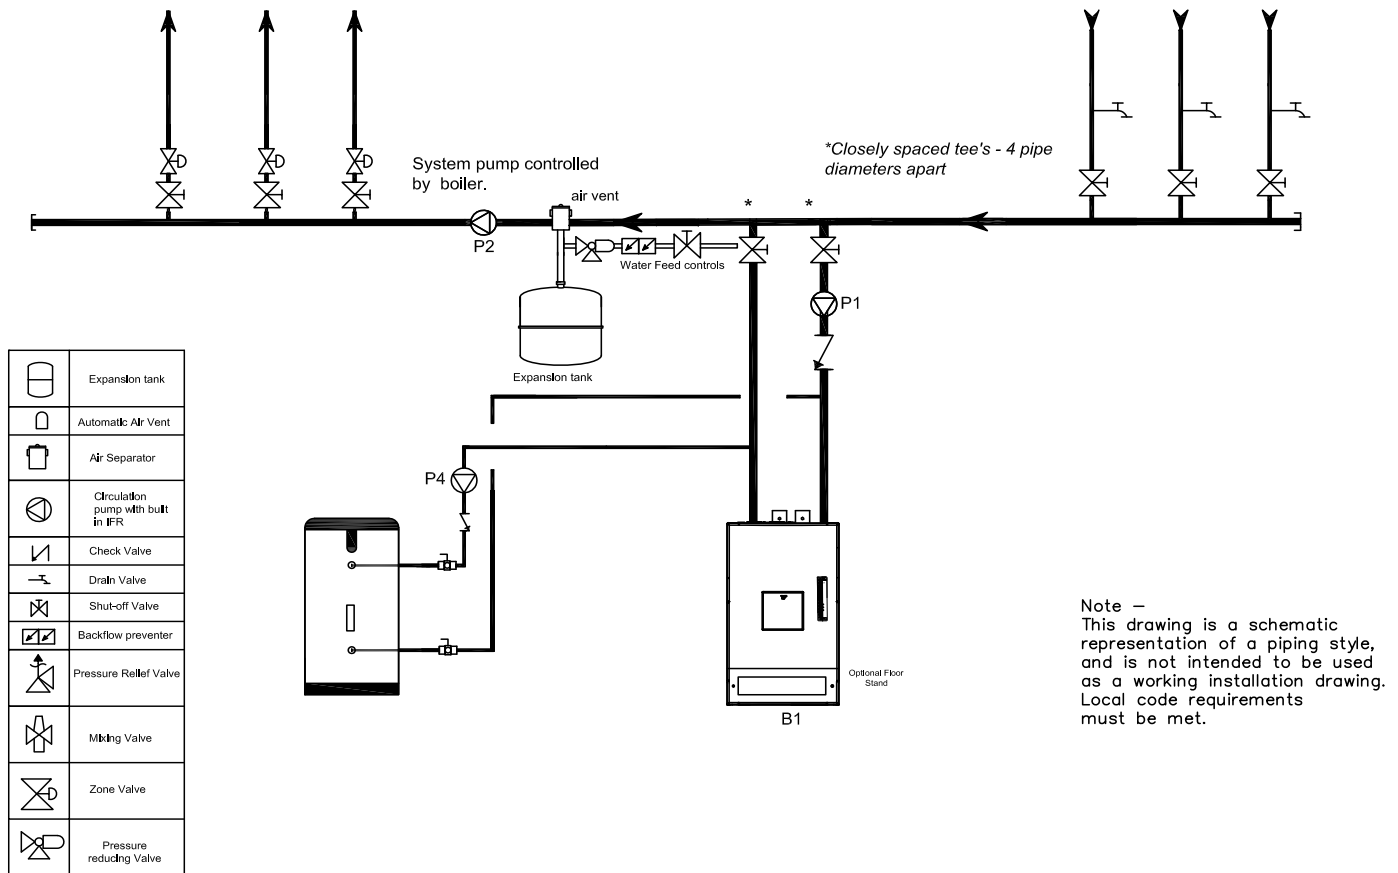 System pump controlled
by boiler.
air vent
*Closely spaced tee's - 4 pipe
diameters apart
*
*
P2
Water Feed controls
P1
Expansion tank
P4
B1
Optional Floor
Stand
Note –
This drawing is a schematic
representation of a piping style,
and is not intended to be used
as a working installation drawing.
Local code requirements
must be met.
Expansion tank
Automatic Air Vent
Air Separator
Circulation
pump with built
in IFR
Check Valve
Drain Valve
Shut-off Valve
Backflow preventer
Pressure Relief Valve
Mixing Valve
Zone Valve
Pressure
reducing Valve